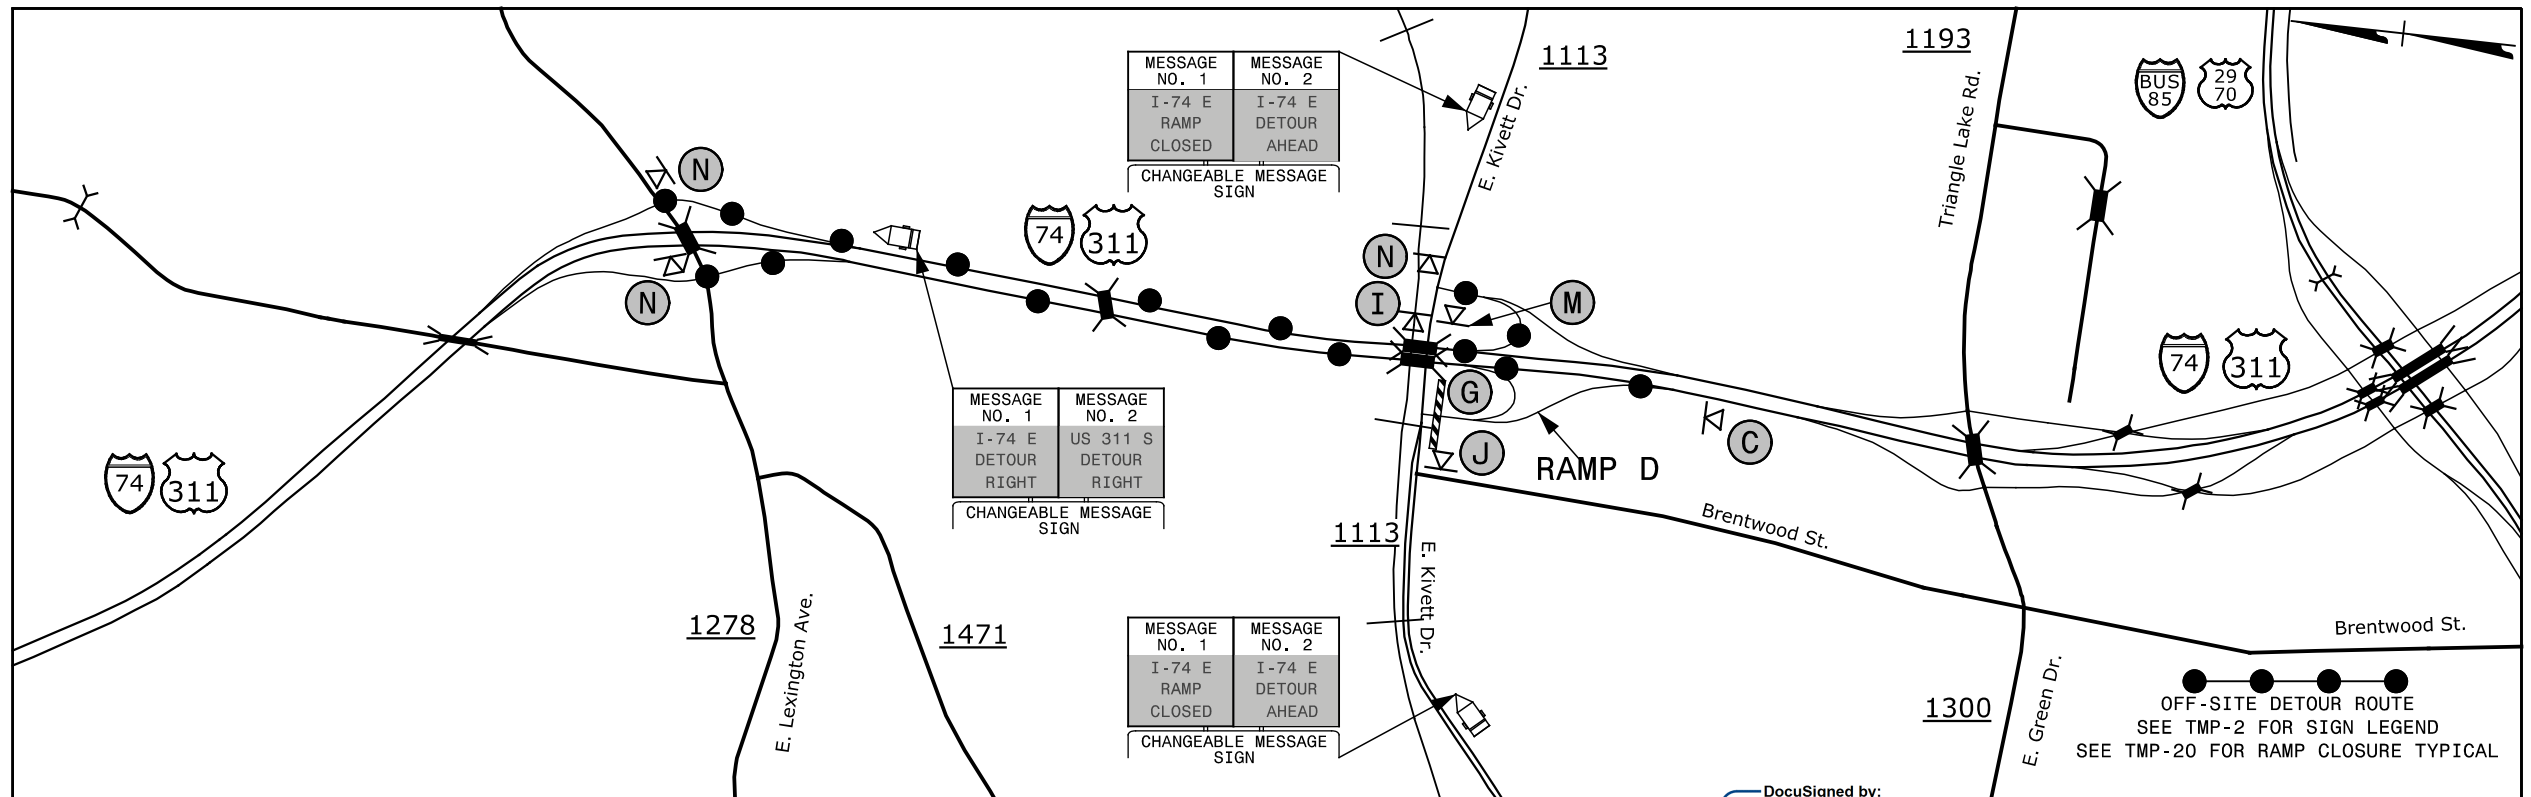 1113
1193
BUS
85
29
70
MESSAGE
NO. 1
MESSAGE
NO. 2
I-74 E
RAMP
CLOSED
I-74 E
DETOUR
AHEAD
CHANGEABLE MESSAGE
SIGN
E. Kivett Dr.
Triangle Lake Rd.
N
N
74
311
N
I
M
G
J
C
RAMP D
74
311
MESSAGE
NO. 1
MESSAGE
NO. 2
I-74 E
DETOUR
RIGHT
US 311 S
DETOUR
RIGHT
CHANGEABLE MESSAGE
SIGN
74
311
1113
E. Kivett Dr.
Brentwood St.
1278
E. Lexington Ave.
1471
MESSAGE
NO. 1
MESSAGE
NO. 2
I-74 E
RAMP
CLOSED
I-74 E
DETOUR
AHEAD
CHANGEABLE MESSAGE
SIGN
Brentwood St.
1300
E. Green Dr.
OFF-SITE DETOUR ROUTE
SEE TMP-2 FOR SIGN LEGEND
SEE TMP-20 FOR RAMP CLOSURE TYPICAL
DocuSigned by: